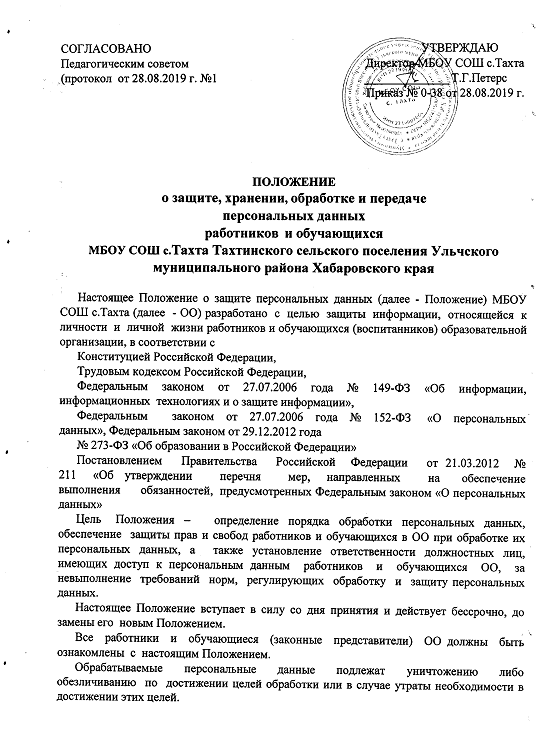 СОГЛАСОВАНО
Педагогическим советом
(протокол от 28.08.2019 г. №1
УТВЕРЖДАЮ
Директор МБОУ СОШ с.Тахта
Т.Г.Петерс
Приказ № 0-38 от 28.08.2019 г.
с. Тахта
ПОЛОЖЕНИЕ
о защите, хранении, обработке и передаче
персональных данных
работников и обучающихся
МБОУ СОШ с.Тахта Тахтинского сельского поселения Ульчского
муниципального района Хабаровского края
Настоящее Положение о защите персональных данных (далее - Положение) МБОУ
СОШ с.Тахта (далее - ОО) разработано с целью защиты информации, относящейся к
личности и личной жизни работников и обучающихся (воспитанников) образовательной
организации, в соответствии с
Конституцией Российской Федерации,
Трудовым кодексом Российской Федерации,
Федеральным законом от 27.07.2006 года № 149-ФЗ «Об информации,
информационных технологиях и о защите информации»,
Федеральным законом от 27.07.2006 года № 152-ФЗ «О персональных
данных», Федеральным законом от 29.12.2012 года
№ 273-ФЗ «Об образовании в Российской Федерации»
Постановлением Правительства Российской Федерации от 21.03.2012 №
211 «Об утверждении перечня мер, направленных на обеспечение
выполнения обязанностей, предусмотренных Федеральным законом «О персональных
данных»
Цель Положения – определение порядка обработки персональных данных,
обеспечение защиты прав и свобод работников и обучающихся в ОО при обработке их
персональных данных, а также установление ответственности должностных лиц,
имеющих доступ к персональным данным работников и обучающихся ОО, за
невыполнение требований норм, регулирующих обработку и защиту персональных
данных.
Настоящее Положение вступает в силу со дня принятия и действует бессрочно, до
замены его новым Положением.
Все работники и обучающиеся (законные представители) ОО должны быть
ознакомлены с настоящим Положением.
Обрабатываемые персональные данные подлежат уничтожению либо
обезличиванию по достижении целей обработки или в случае утраты необходимости в
достижении этих целей.